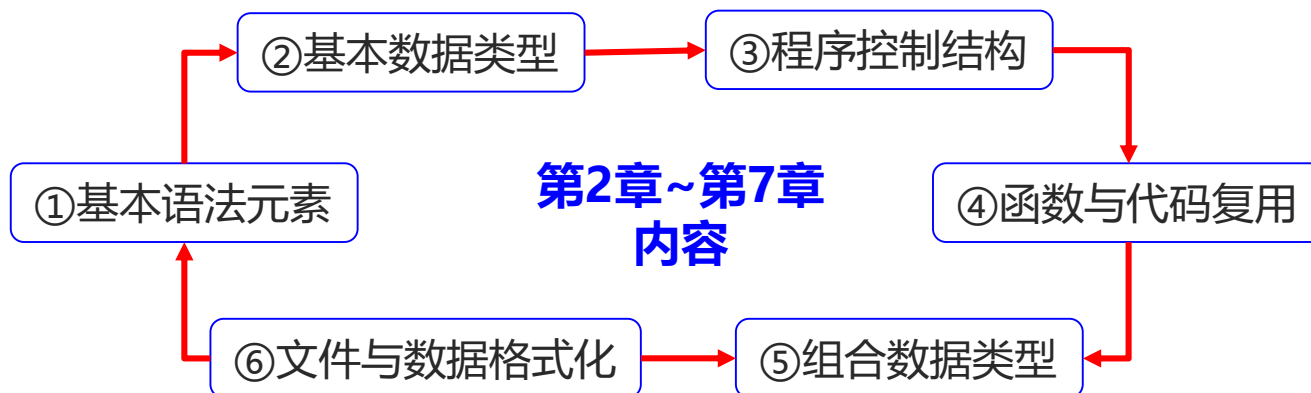 ②基本数据类型
③程序控制结构
①基本语法元素
第2章~第7章
内容
④函数与代码复用
⑥文件与数据格式化
⑤组合数据类型